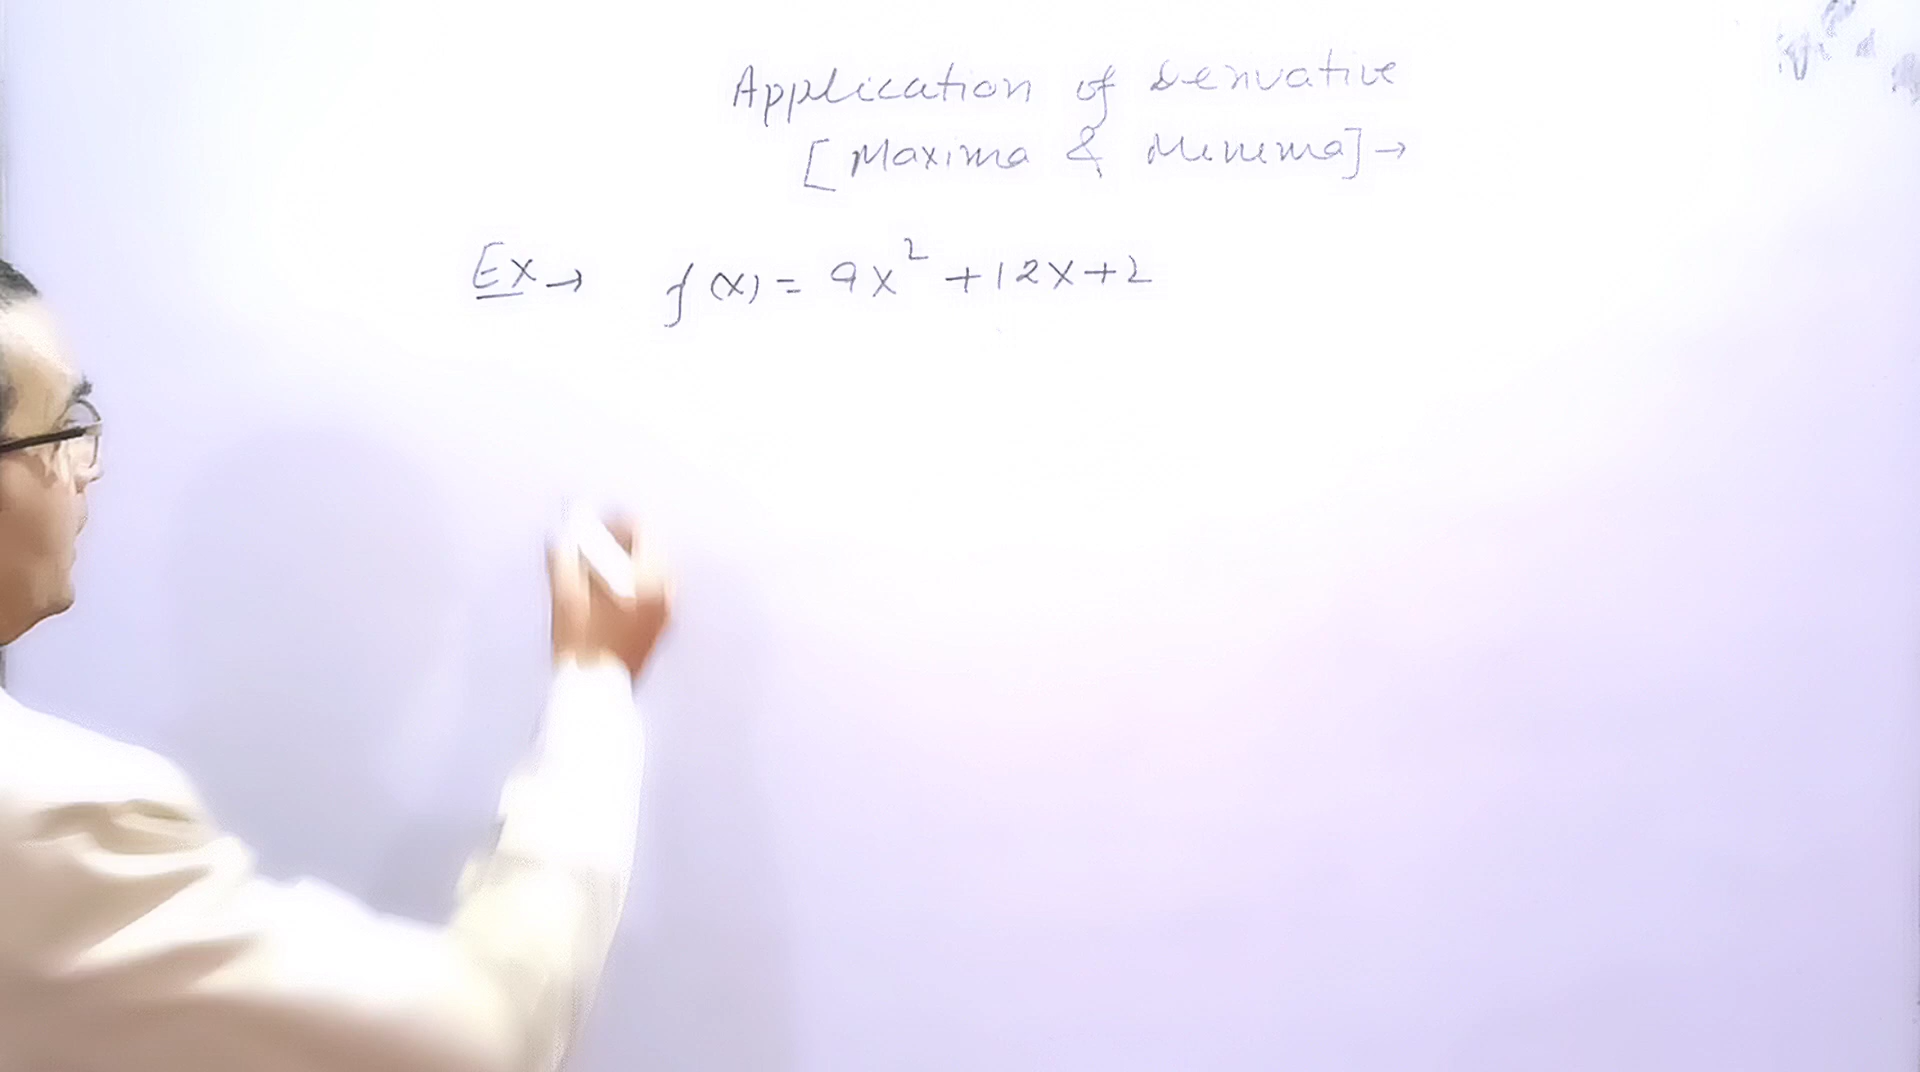 Application of Derivative
[Maxima & Minima]→
Ex→ f(x) = 9x² + 12x + 2